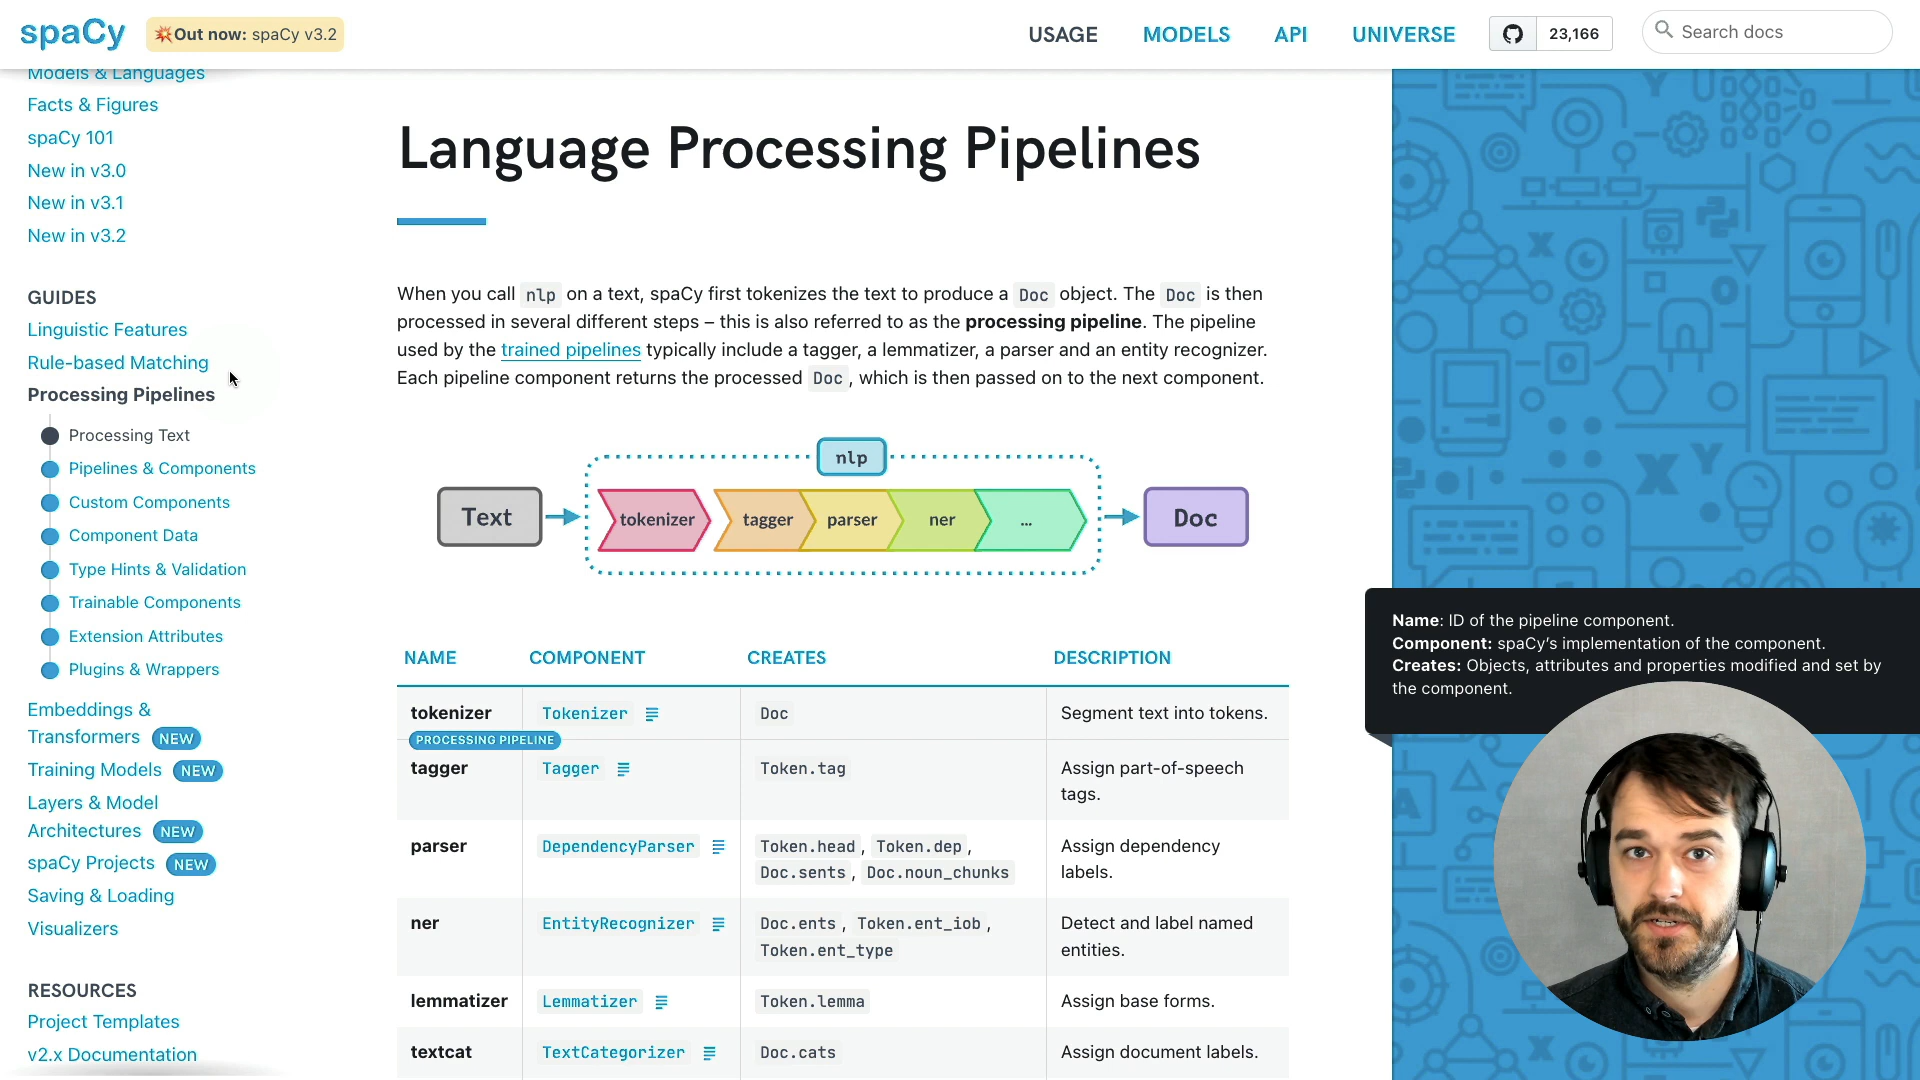 spaCy
💥Out now: spaCy v3.2
USAGE
MODELS
API
UNIVERSE
23,166
Search docs
Models & Languages
Facts & Figures
spaCy 101
New in v3.0
New in v3.1
New in v3.2
GUIDES
Linguistic Features
Rule-based Matching
Processing Pipelines
Processing Text
Pipelines & Components
Custom Components
Component Data
Type Hints & Validation
Trainable Components
Extension Attributes
Plugins & Wrappers
Embeddings &
Transformers NEW
Training Models NEW
Layers & Model
Architectures NEW
spaCy Projects NEW
Saving & Loading
Visualizers
RESOURCES
Project Templates
v2.x Documentation
Language Processing Pipelines
When you call nlp on a text, spaCy first tokenizes the text to produce a Doc object. The Doc is then
processed in several different steps – this is also referred to as the processing pipeline. The pipeline
used by the trained pipelines typically include a tagger, a lemmatizer, a parser and an entity recognizer.
Each pipeline component returns the processed Doc, which is then passed on to the next component.
nlp
Text
tokenizer
tagger
parser
ner
...
Doc
NAME COMPONENT CREATES DESCRIPTION
tokenizer Tokenizer Doc Segment text into tokens.
PROCESSING PIPELINE
tagger Tagger Token.tag Assign part-of-speech
tags.
parser DependencyParser Token.head, Token.dep, Assign dependency
Doc.sents, Doc.noun_chunks labels.
ner EntityRecognizer Doc.ents, Token.ent_iob, Detect and label named
Token.ent_type entities.
lemmatizer Lemmatizer Token.lemma Assign base forms.
textcat TextCategorizer Doc.cats Assign document labels.
Name: ID of the pipeline component.
Component: spaCy's implementation of the component.
Creates: Objects, attributes and properties modified and set by
the component.